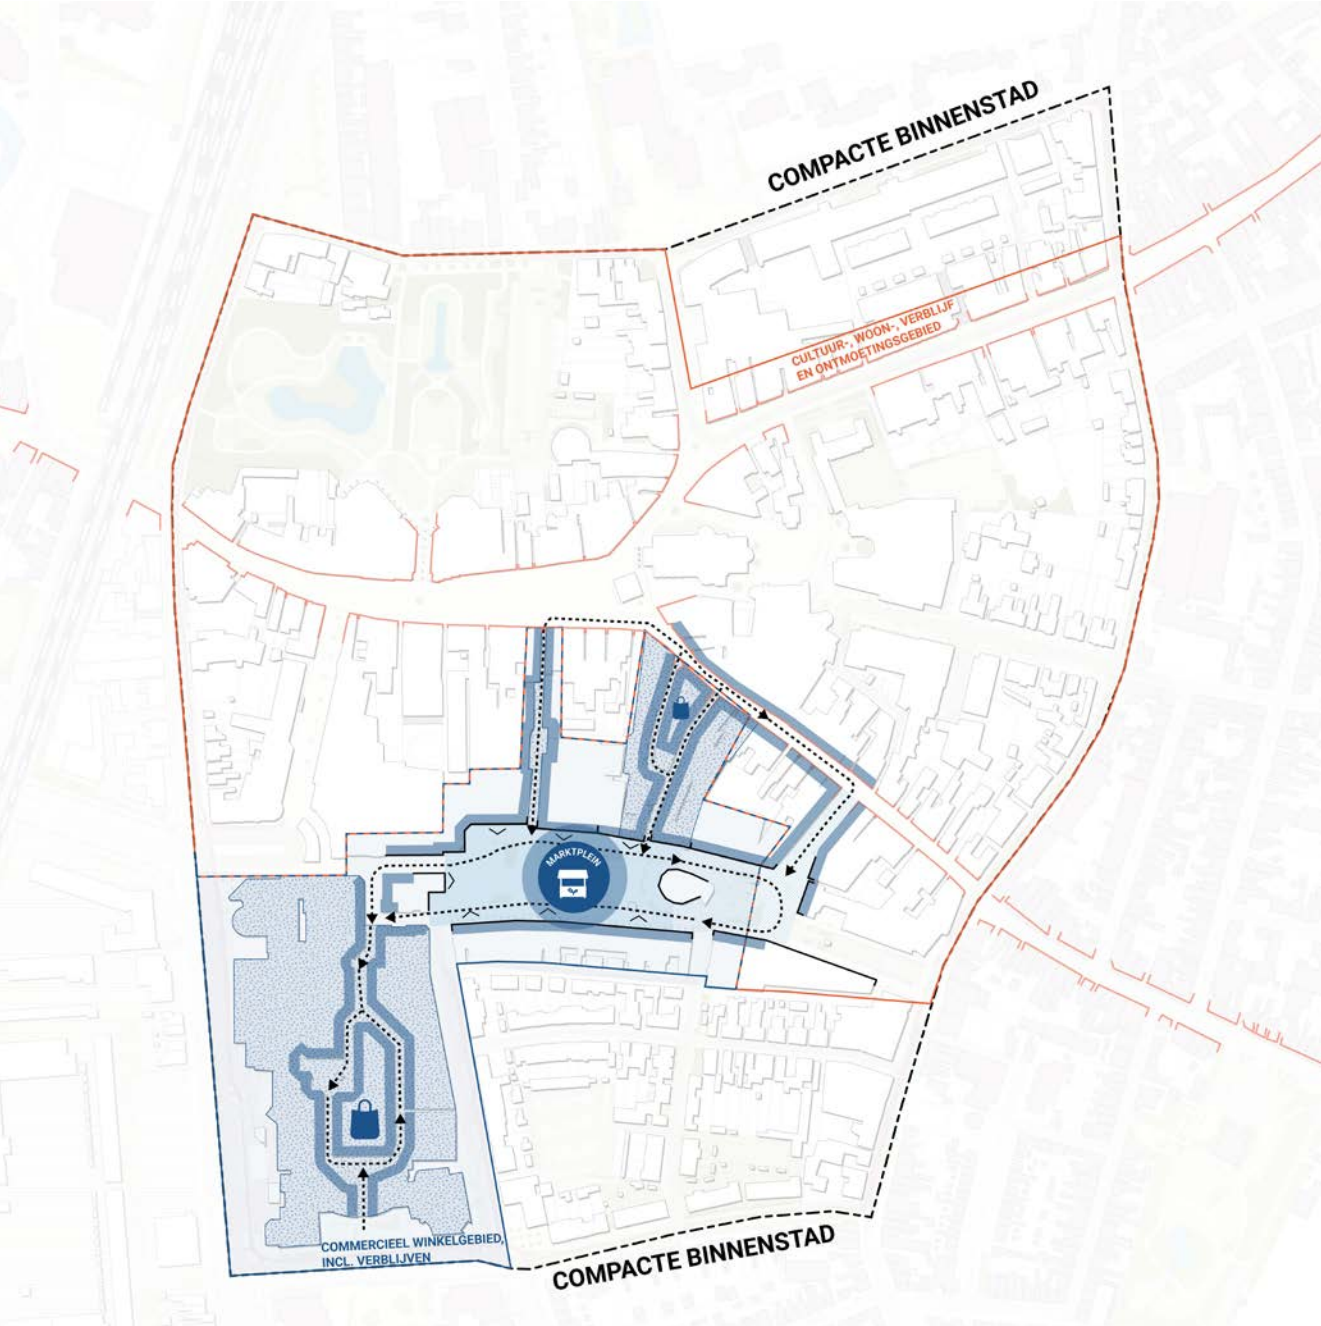 COMPACTE BINNENSTAD
CULTUUR-, WOON-, VERBLIJF
EN ONTMOETINGSGEBIED
MARKTPLEIN
COMMERCIEEL WINKELGEBIED,
INCL. VERBLIJVEN
COMPACTE BINNENSTAD